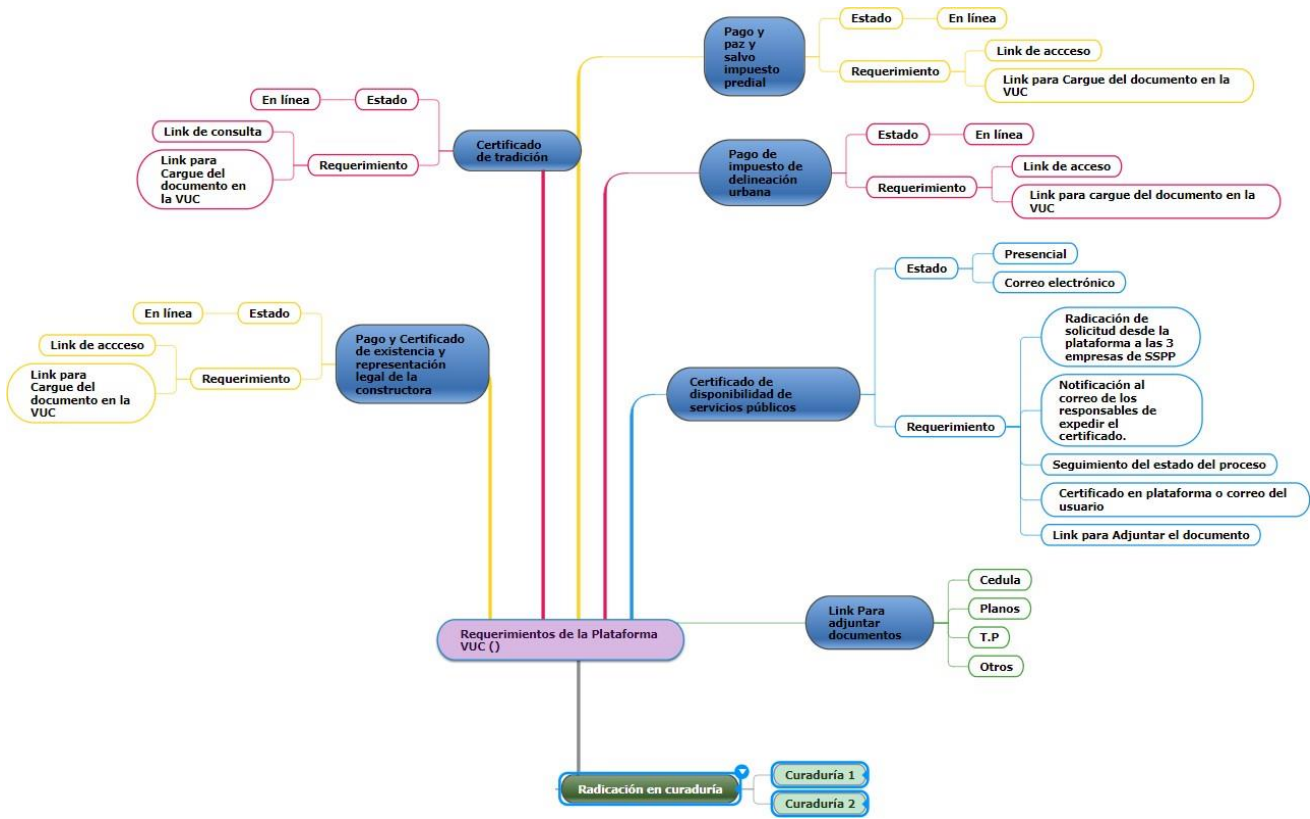 Pago y
paz y
salvo
impuesto
predial
Estado
En línea
Requerimiento
Link de accceso
Link para Cargue del documento en la
VUC
Certificado
de tradición
Estado
En línea
Requerimiento
Link de consulta
Link para
Cargue del
documento en
la VUC
Pago de
impuesto de
delineación
urbana
Estado
En línea
Requerimiento
Link de acceso
Link para cargue del documento en la
VUC
Pago y Certificado
de existencia y
representación
legal de la
constructora
Estado
En línea
Requerimiento
Link de accceso
Link para
Cargue del
documento en la
VUC
Certificado de
disponibilidad de
servicios públicos
Estado
Presencial
Correo electrónico
Requerimiento
Radicación de
solicitud desde la
plataforma a las 3
empresas de SSPP
Notificación al
correo de los
responsables de
expedir el
certificado.
Seguimiento del estado del proceso
Certificado en plataforma o correo del
usuario
Link para Adjuntar el documento
Link Para
adjuntar
documentos
Cedula
Planos
T.P
Otros
Requerimientos de la Plataforma
VUC ()
Radicación en curaduría
Curaduría 1
Curaduría 2